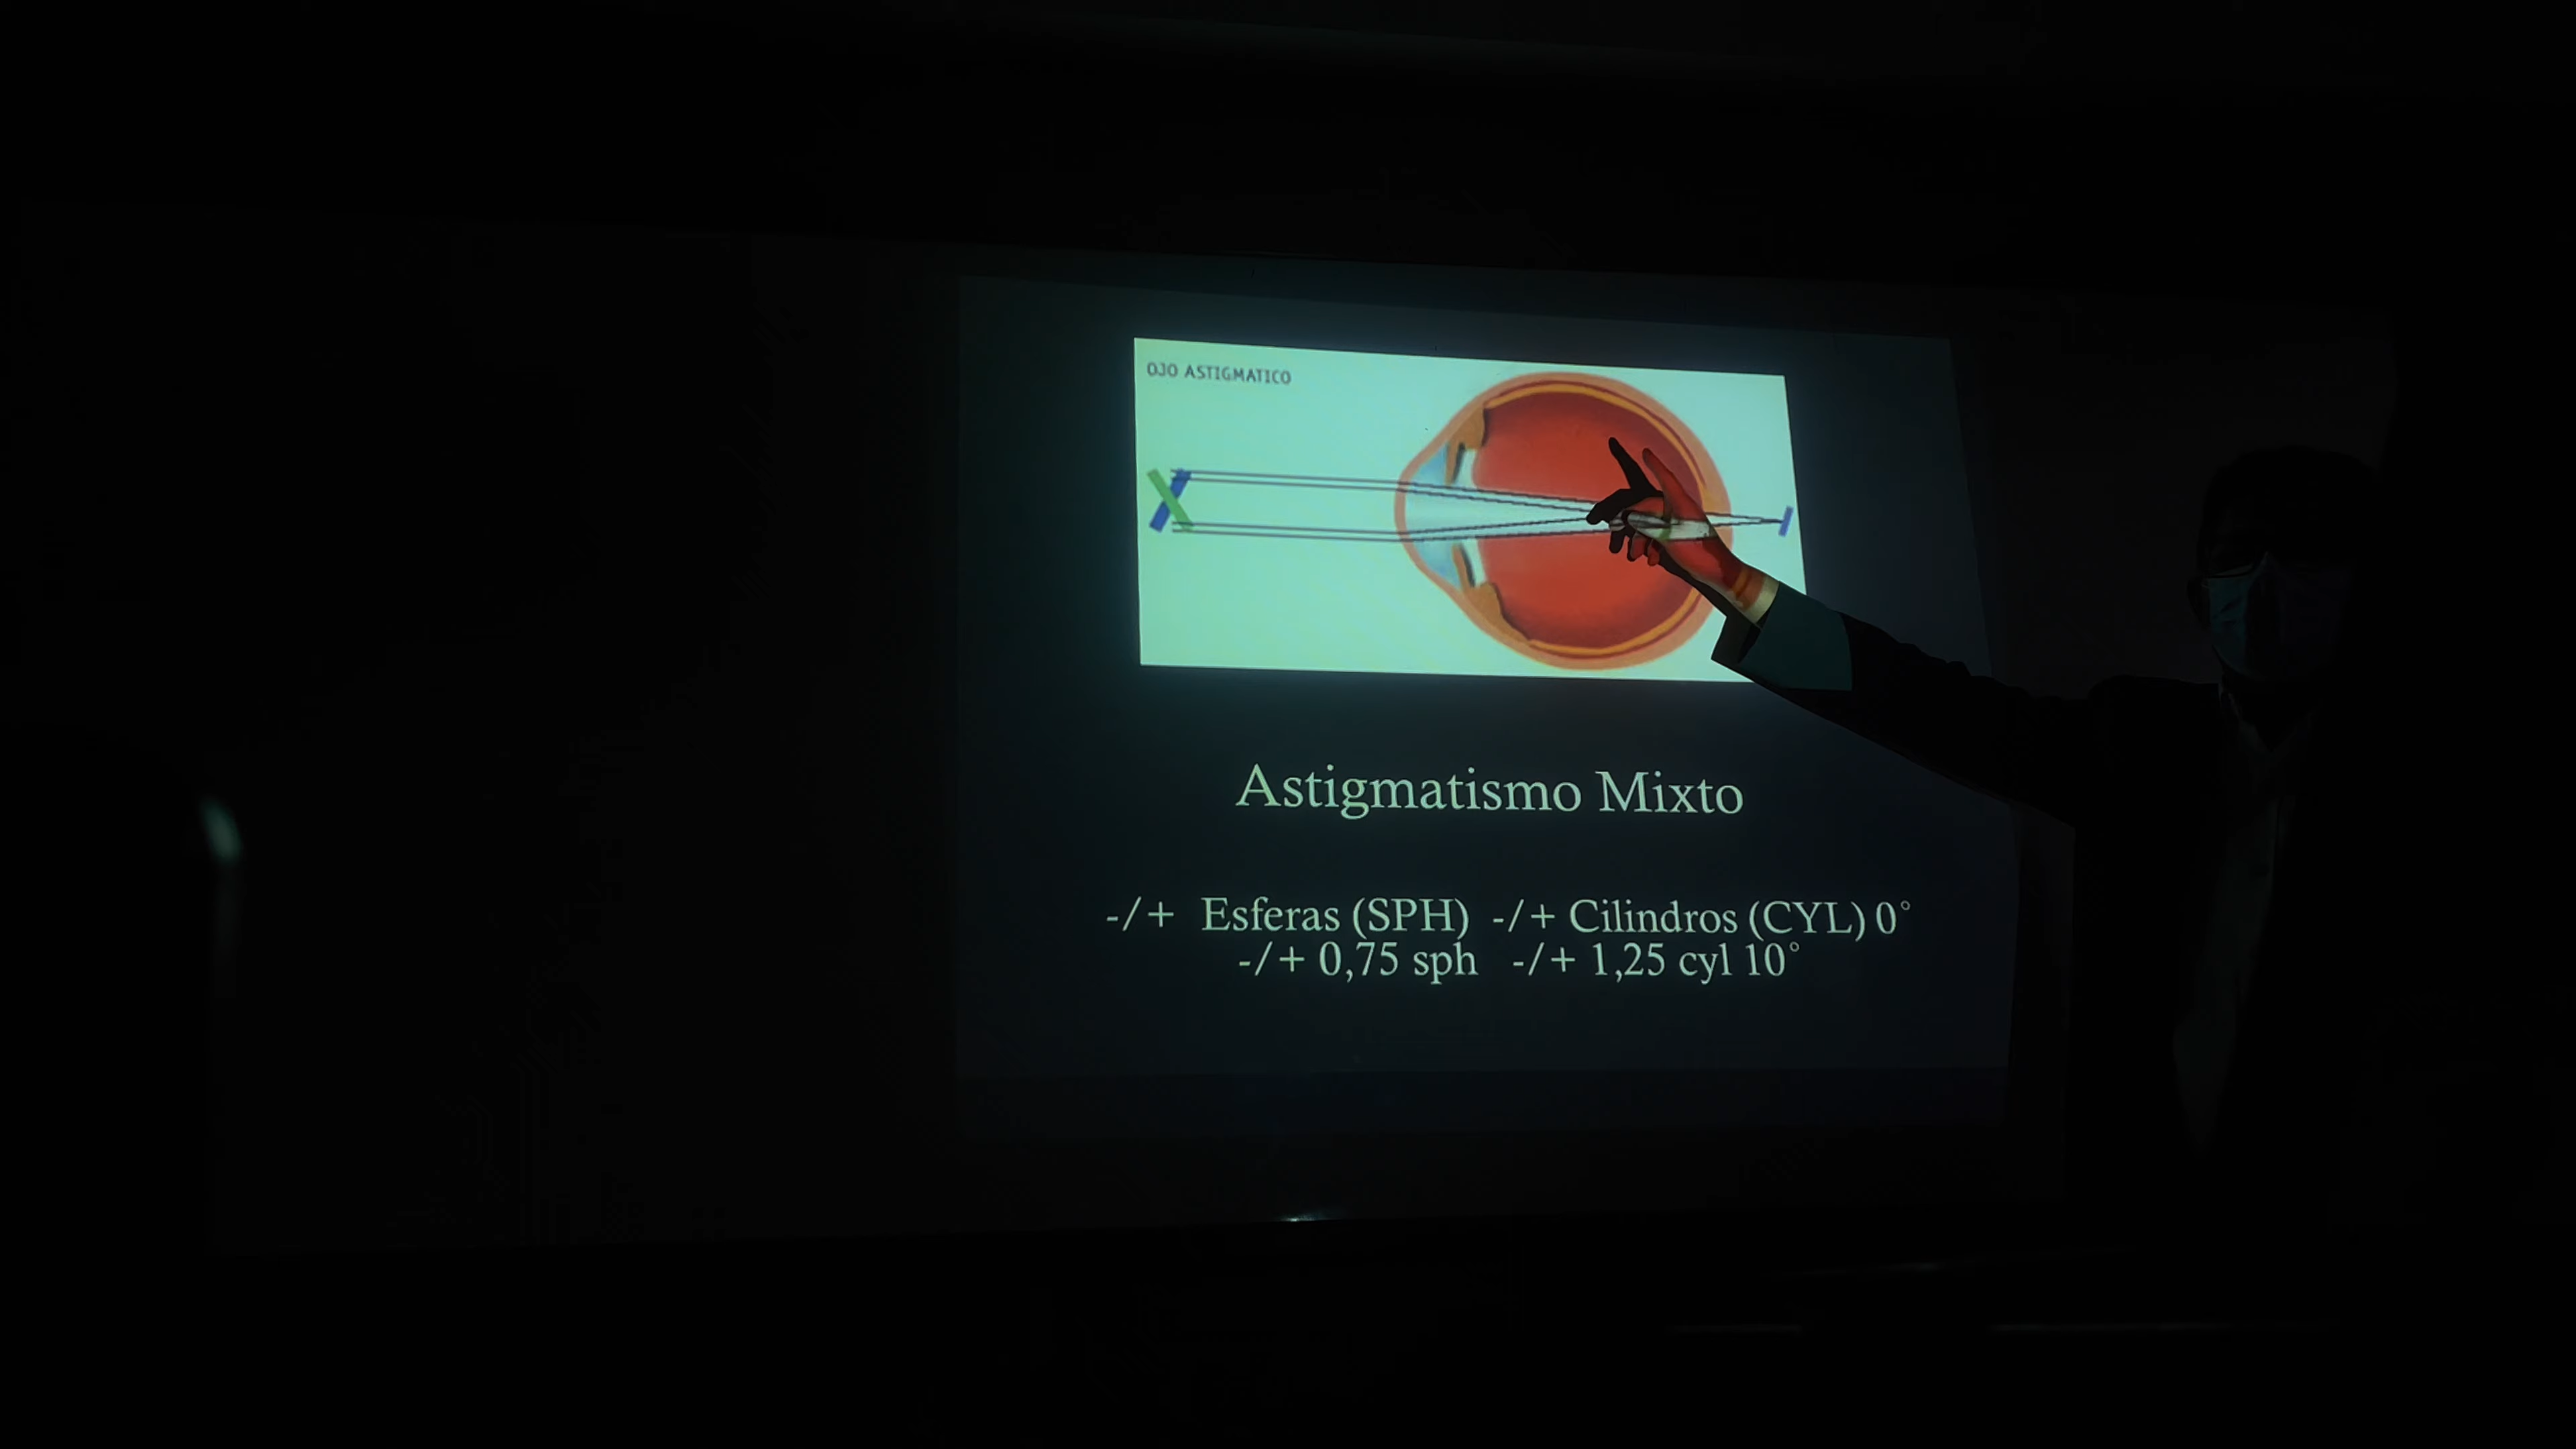 OJO ASTIGMATICO
Astigmatismo Mixto
-/+ Esferas (SPH) -/+ Cilindros (CYL) 0°
-/+ 0,75 sph -/+ 1,25 cyl 10°